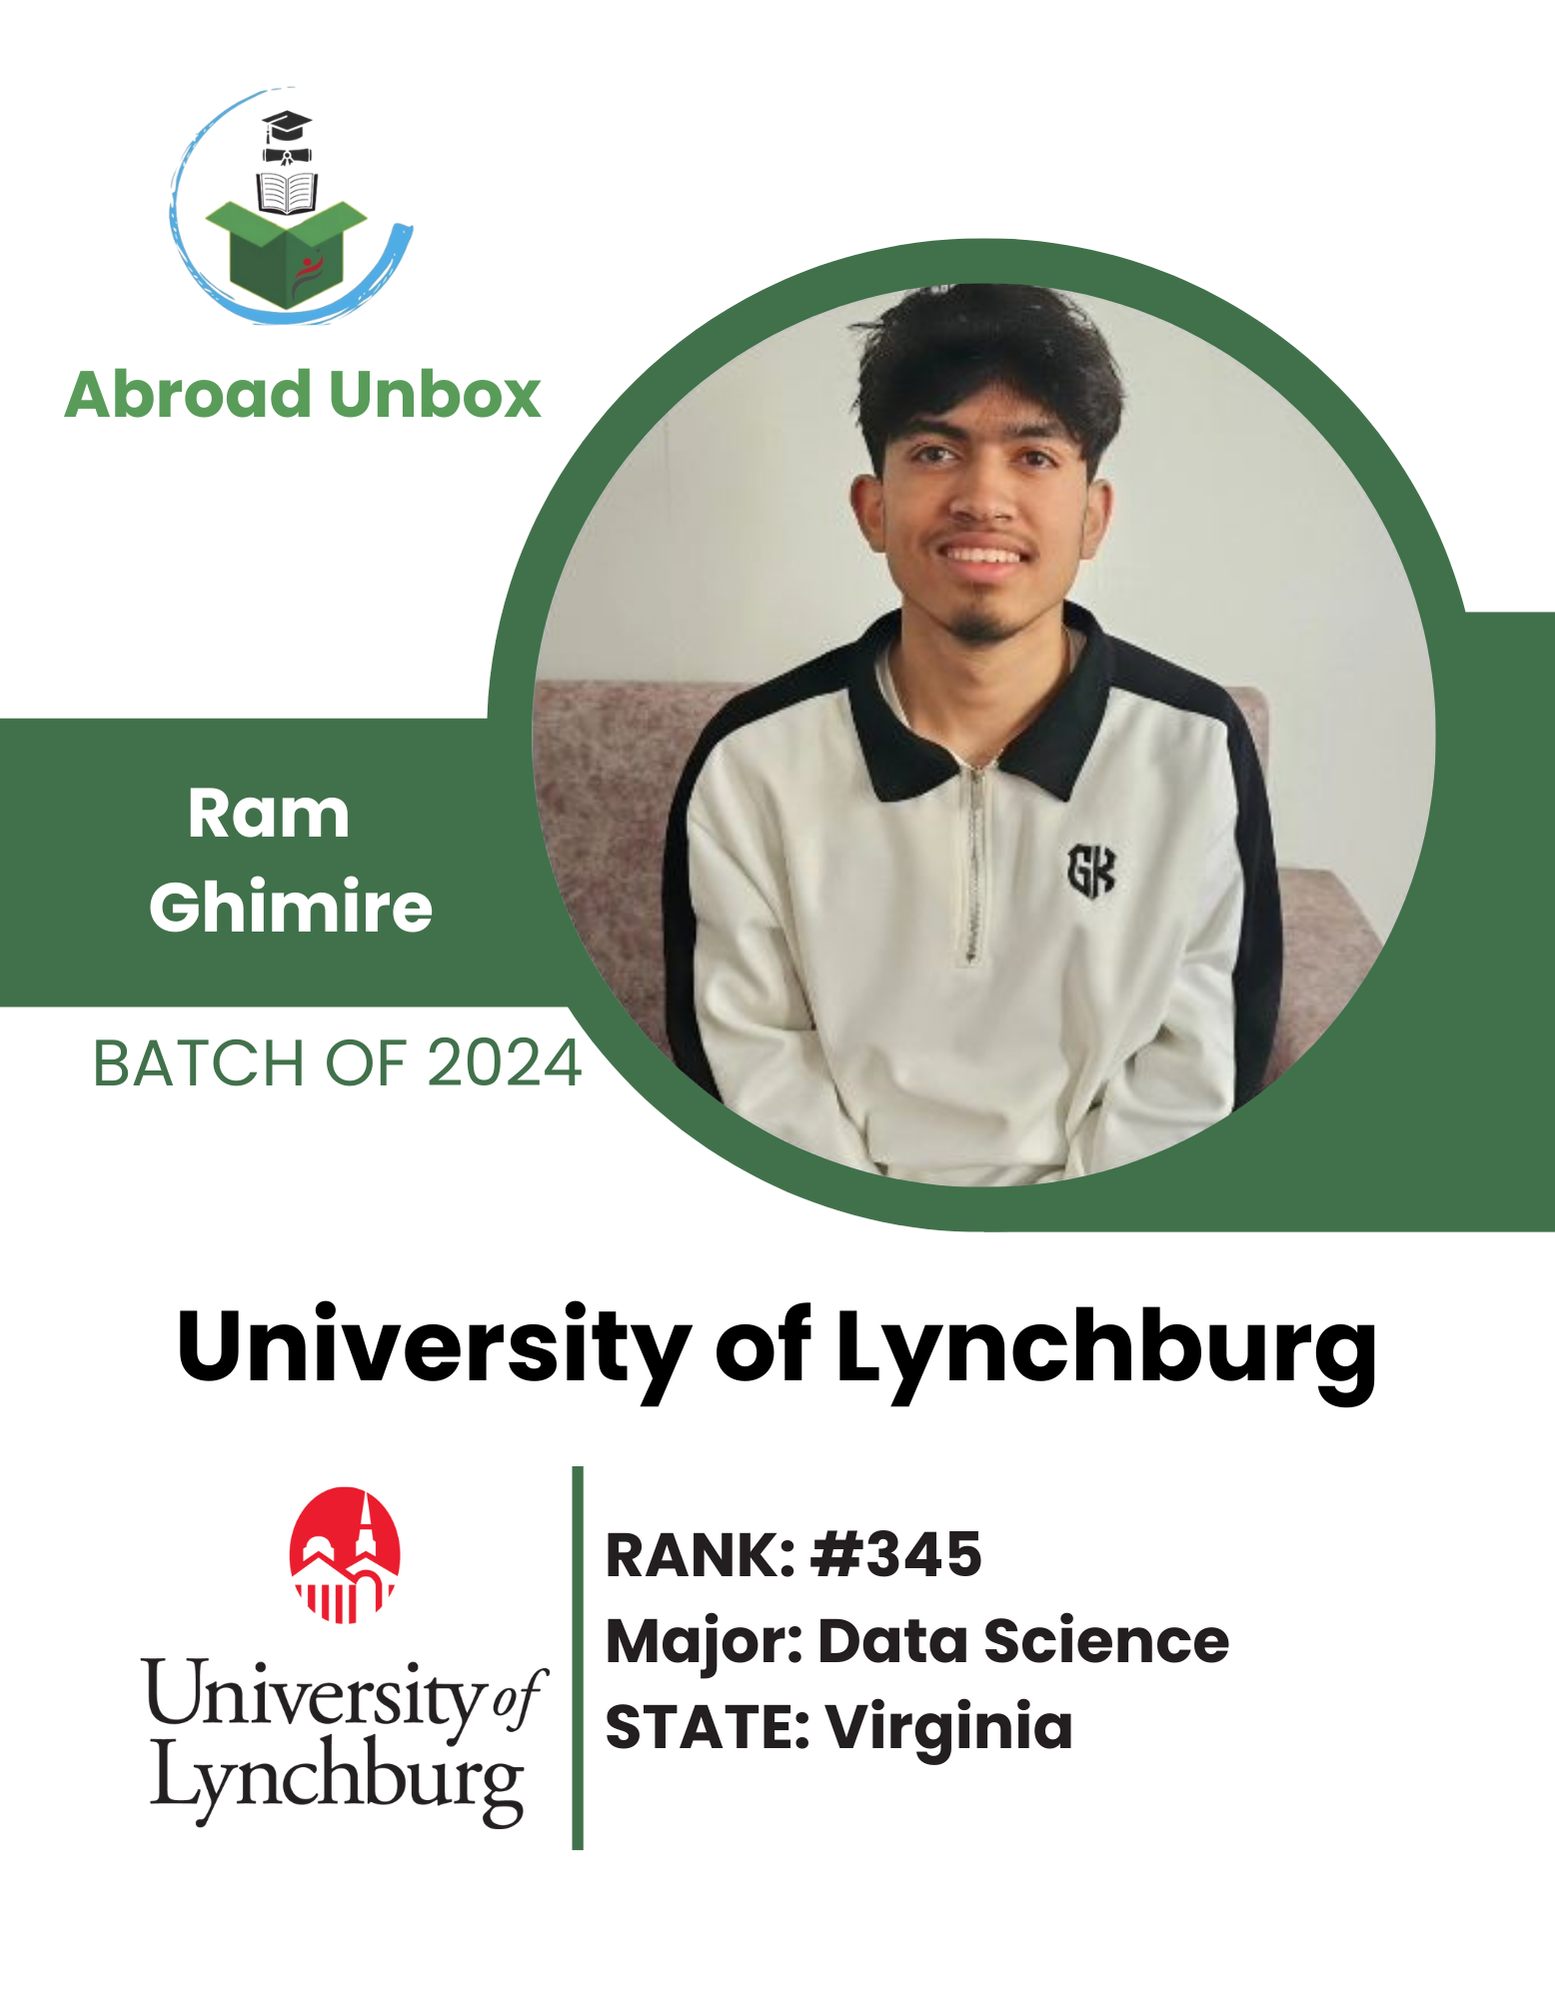 Abroad Unbox
Ram
Ghimire
BATCH OF 2024
GK
University of Lynchburg
University of
Lynchburg
RANK: #345
Major: Data Science
STATE: Virginia